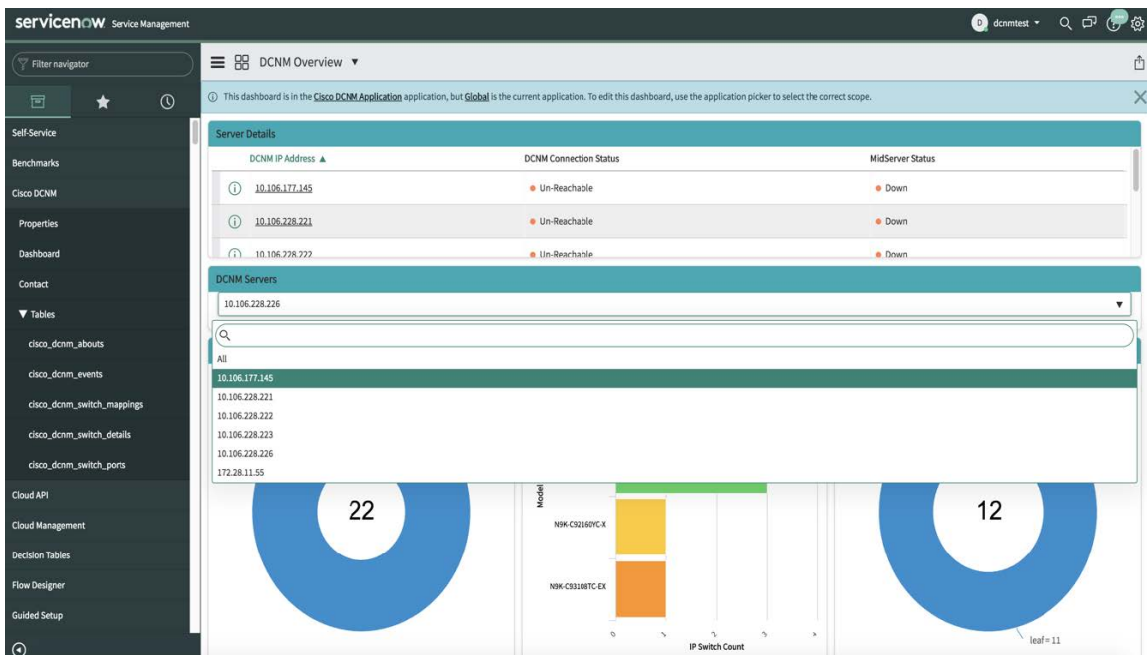 servicenow Service Management
dcnmtest
Filter navigator
Self-Service
Benchmarks
Cisco DCNM
Properties
Dashboard
Contact
Tables
cisco_dcnm_abouts
cisco_dcnm_events
cisco_dcnm_switch_mappings
cisco_dcnm_switch_details
cisco_dcnm_switch_ports
Cloud API
Cloud Management
Decision Tables
Flow Designer
Guided Setup
DCNM Overview
This dashboard is in the Cisco DCNM Application application, but Global is the current application. To edit this dashboard, use the application picker to select the correct scope.
Server Details
DCNM IP Address DCNM Connection Status MidServer Status
10.106.177.145 Un-Reachable Down
10.106.228.221 Un-Reachable Down
10.106.228.222 Un-Reachable Down
DCNM Servers
10.106.228.226
All
10.106.177.145
10.106.228.221
10.106.228.222
10.106.228.223
10.106.228.226
172.28.11.55
22
Model
N9K-C92160YC-X
N9K-C93108TC-EX
0 1 2 3 4
IP Switch Count
12
leaf = 11